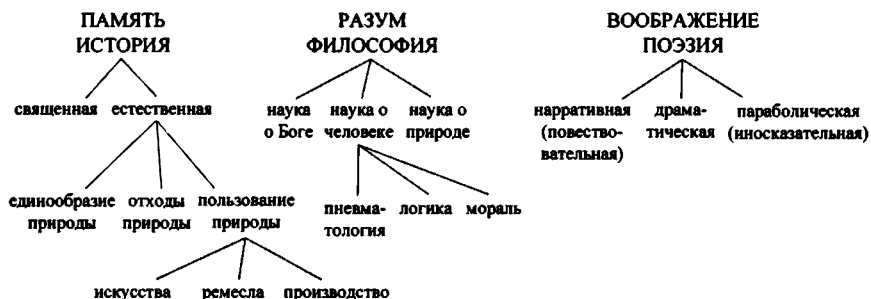 ПАМЯТЬ РАЗУМ ВООБРАЖЕНИЕ
ИСТОРИЯ ФИЛОСОФИЯ ПОЭЗИЯ
священная естественная наука наука о наука о нарративная драма- параболическая
о Боге человеке природе (повество- тическая (иносказательная)
вательная)
единообразие отходы пользование пневма- логика мораль
природы природы природы тология
искусства ремесла производство